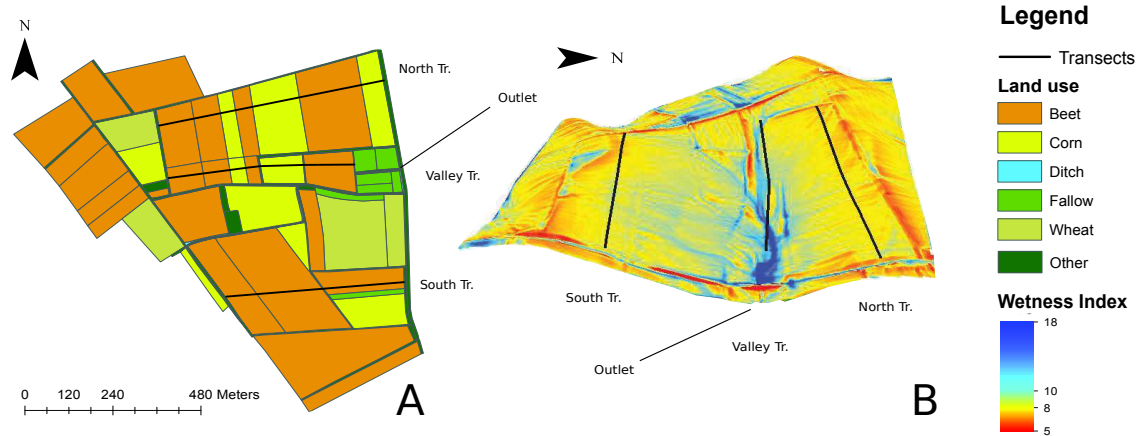 N
North Tr.
Outlet
Valley Tr.
South Tr.
0 120 240 480 Meters
A
N
South Tr.
North Tr.
Valley Tr.
Outlet
B
Legend
Transects
Land use
Beet
Corn
Ditch
Fallow
Wheat
Other
Wetness Index
18
10
8
5